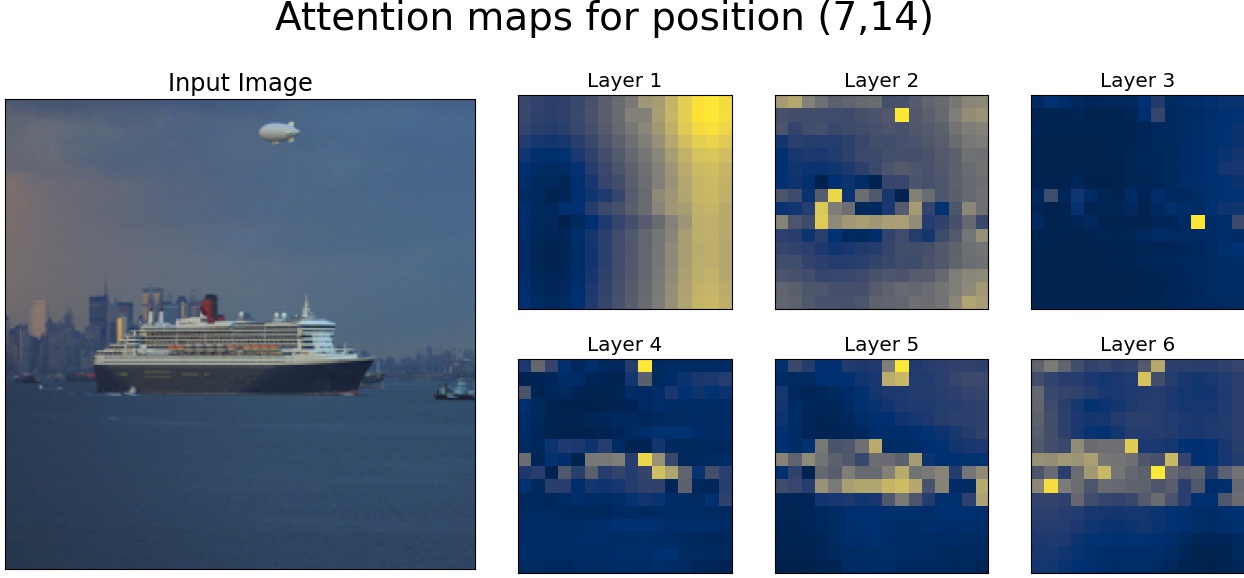 Attention maps for position (7,14)
Input Image
Layer 1
Layer 2
Layer 3
Layer 4
Layer 5
Layer 6